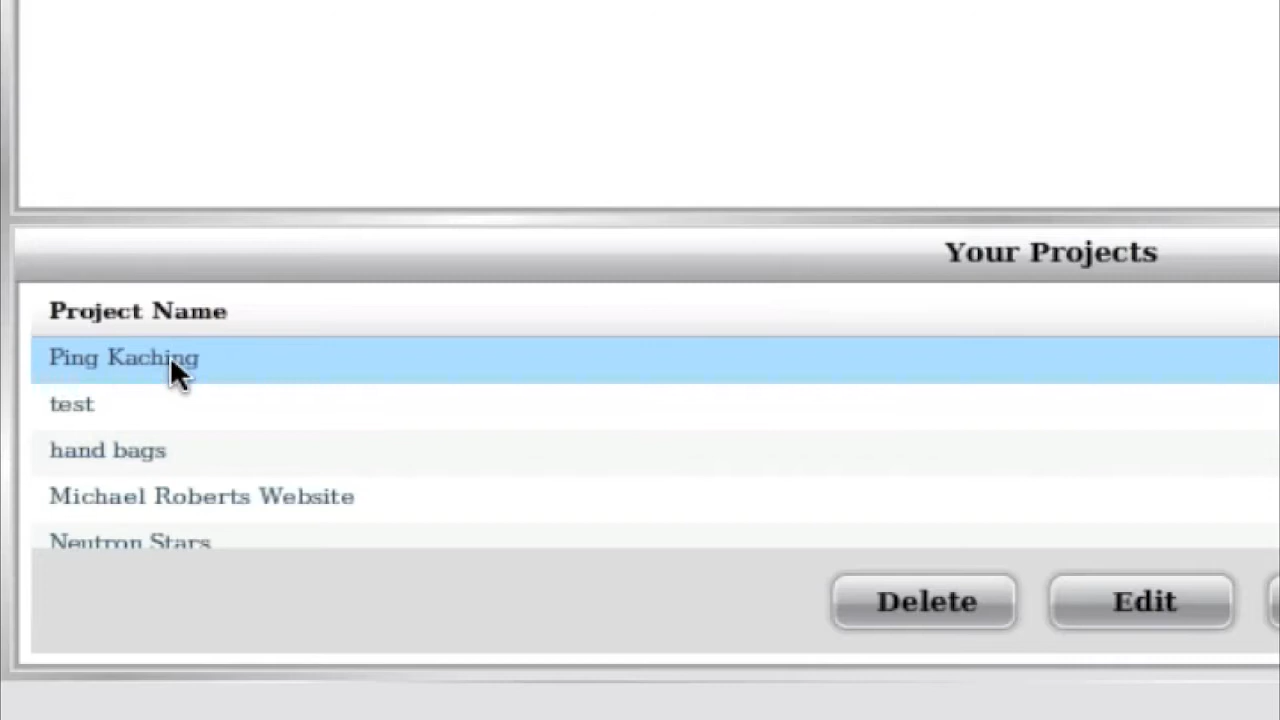 Your Projects
Project Name
Ping Kaching
test
hand bags
Michael Roberts Website
Neutron Stars
Delete
Edit